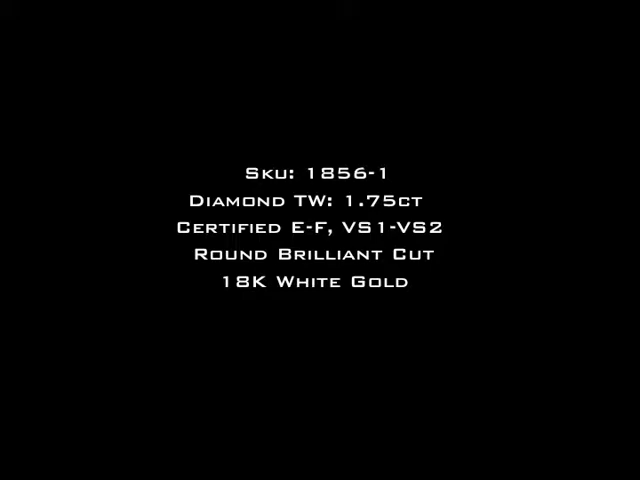 Sku: 1856-1
Diamond TW: 1.75ct
Certified E-F, VS1-VS2
Round Brilliant Cut
18K White Gold